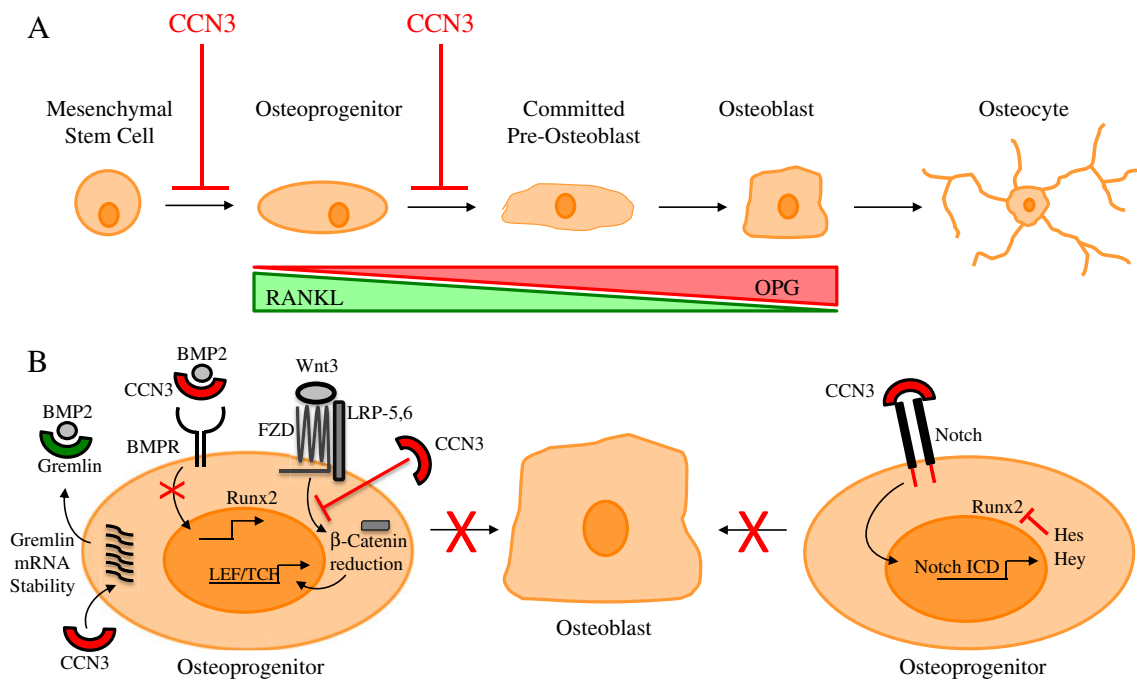 A
CCN3
CCN3
Mesenchymal
Stem Cell
Osteoprogenitor
Committed
Pre-Osteoblast
Osteoblast
Osteocyte
RANKL
OPG
B
BMP2
CCN3
BMP2
Gremlin
BMPR
Wnt3
FZD
LRP-5,6
CCN3
Runx2
β-Catenin
reduction
LEF/TCF
Gremlin
mRNA
Stability
CCN3
Osteoprogenitor
X
X
X
Osteoblast
CCN3
Notch
Runx2
Hes
Hey
Notch ICD
Osteoprogenitor